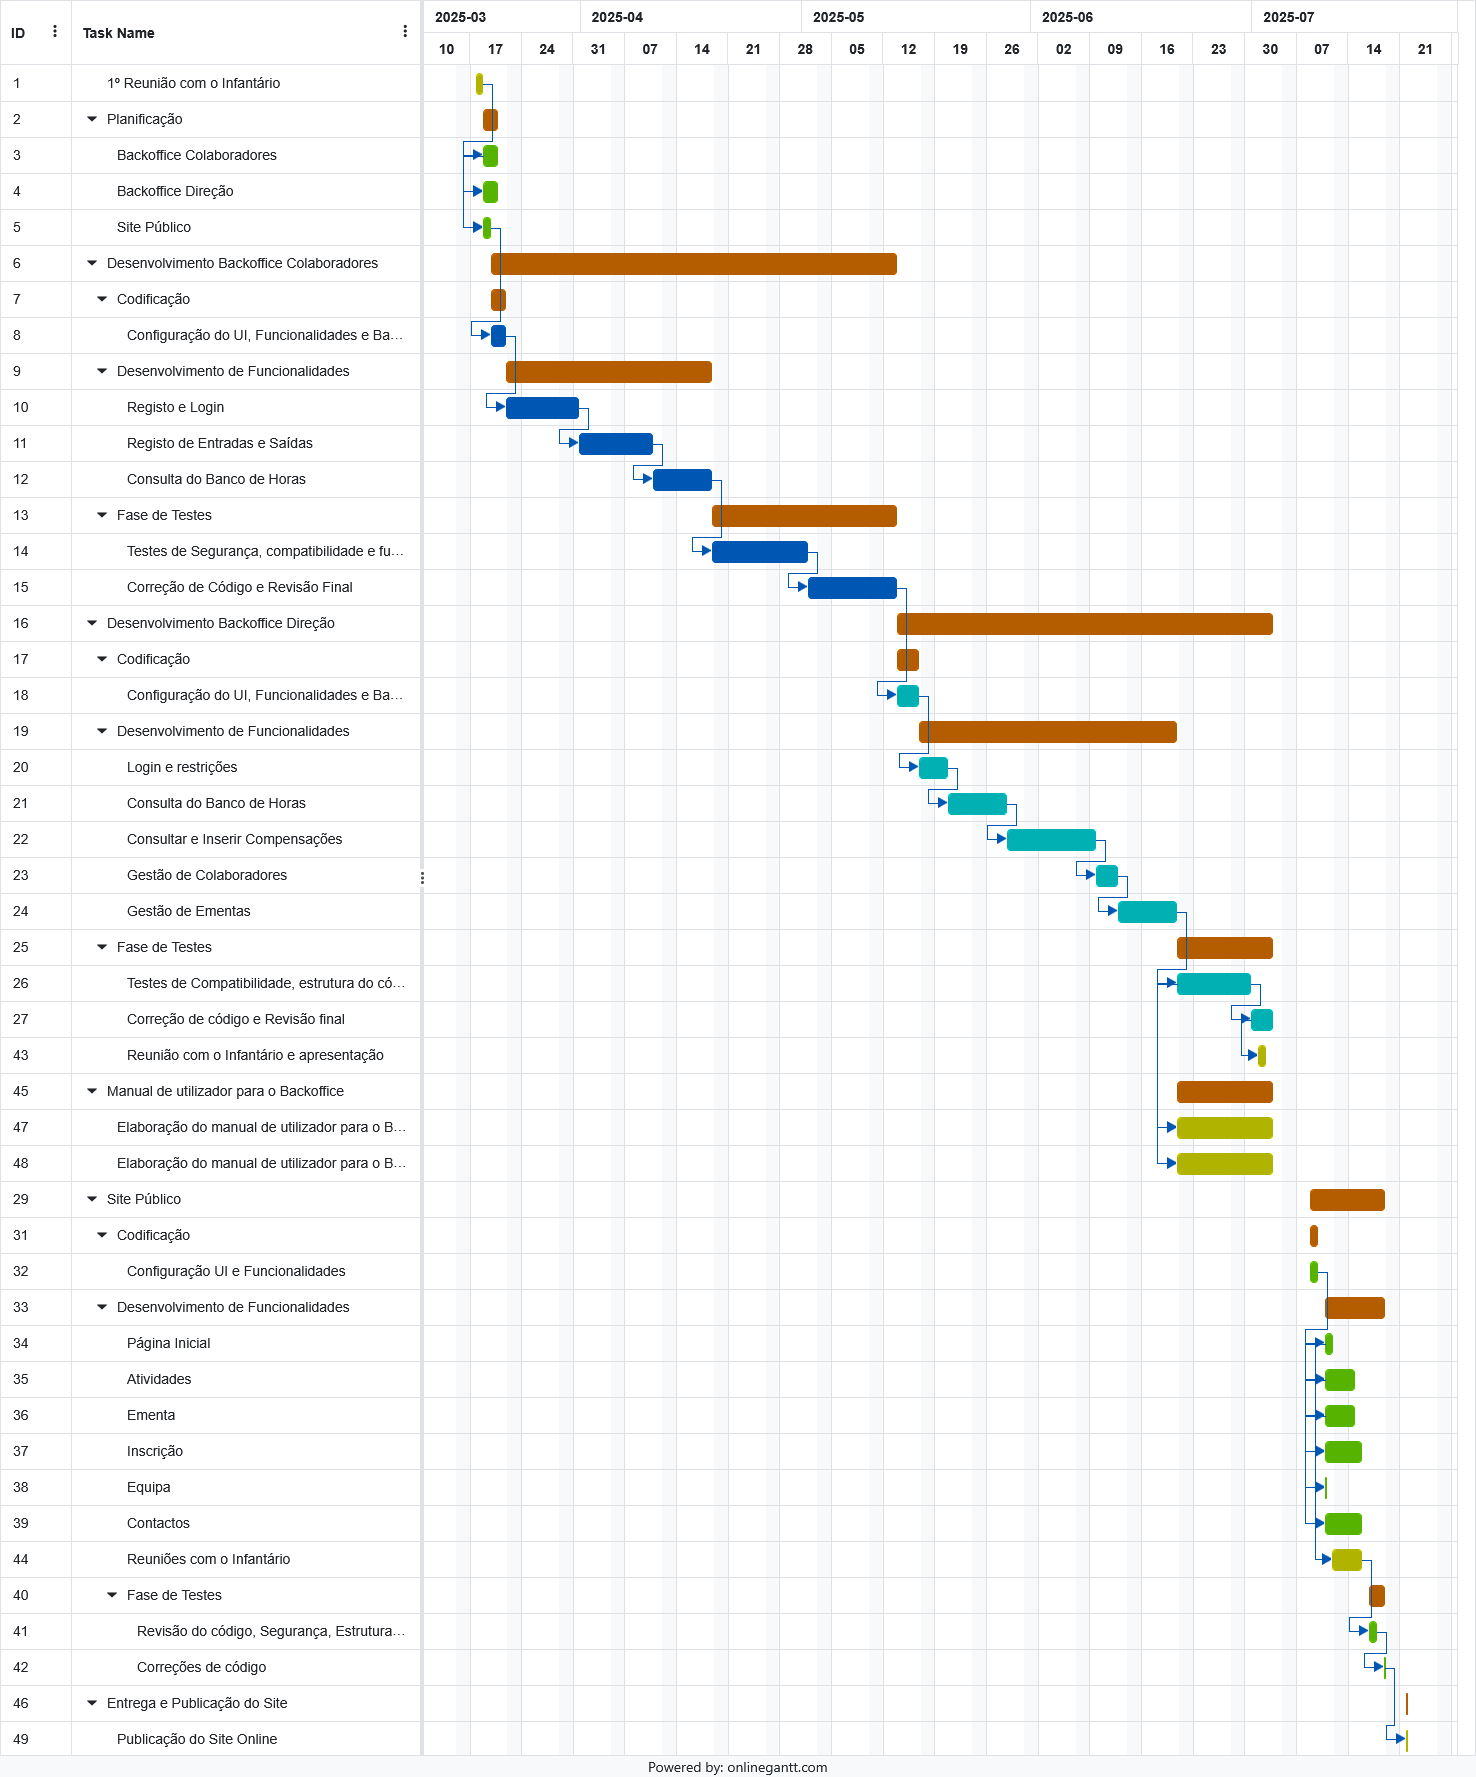 ID Task Name 2025-03 2025-04 2025-05 2025-06 2025-07
10 17 24 31 07 14 21 28 05 12 19 26 02 09 16 23 30 07 14 21
1 1º Reunião com o Infantário
2 Planificação
3 Backoffice Colaboradores
4 Backoffice Direção
5 Site Público
6 Desenvolvimento Backoffice Colaboradores
7 Codificação
8 Configuração do UI, Funcionalidades e Ba...
9 Desenvolvimento de Funcionalidades
10 Registo e Login
11 Registo de Entradas e Saídas
12 Consulta do Banco de Horas
13 Fase de Testes
14 Testes de Segurança, compatibilidade e fu...
15 Correção de Código e Revisão Final
16 Desenvolvimento Backoffice Direção
17 Codificação
18 Configuração do UI, Funcionalidades e Ba...
19 Desenvolvimento de Funcionalidades
20 Login e restrições
21 Consulta do Banco de Horas
22 Consultar e Inserir Compensações
23 Gestão de Colaboradores
24 Gestão de Ementas
25 Fase de Testes
26 Testes de Compatibilidade, estrutura do có...
27 Correção de código e Revisão final
43 Reunião com o Infantário e apresentação
45 Manual de utilizador para o Backoffice
47 Elaboração do manual de utilizador para o B...
48 Elaboração do manual de utilizador para o B...
29 Site Público
31 Codificação
32 Configuração UI e Funcionalidades
33 Desenvolvimento de Funcionalidades
34 Página Inicial
35 Atividades
36 Ementa
37 Inscrição
38 Equipa
39 Contactos
44 Reuniões com o Infantário
40 Fase de Testes
41 Revisão do código, Segurança, Estrutura...
42 Correções de código
46 Entrega e Publicação do Site
49 Publicação do Site Online
Powered by: onlinegantt.com